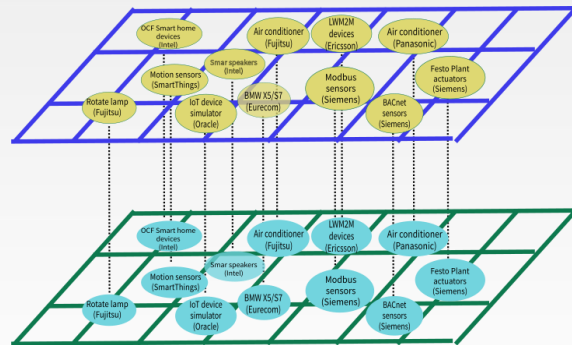 OCF Smart home
devices
(Intel)
Air conditioner
(Fujitsu)
LWM2M
devices
(Ericsson)
Air conditioner
(Panasonic)
Smar speakers
(Intel)
Motion sensors
(SmartThings)
Festo Plant
actuators
(Siemens)
Modbus
sensors
(Siemens)
BMW X5/S7
(Eurecom)
Rotate lamp
(Fujitsu)
IoT device
simulator
(Oracle)
BACnet
sensors
(Siemens)
OCF Smart home
devices
(Intel)
Air conditioner
(Fujitsu)
LWM2M
devices
(Ericsson)
Air conditioner
(Panasonic)
Smar speakers
(Intel)
Motion sensors
(SmartThings)
Festo Plant
actuators
(Siemens)
Modbus
sensors
(Siemens)
BMW X5/S7
(Eurecom)
Rotate lamp
(Fujitsu)
IoT device
simulator
(Oracle)
BACnet
sensors
(Siemens)